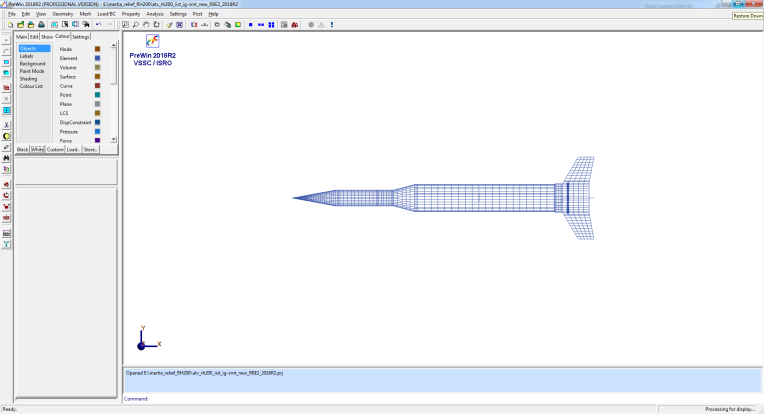 PreWin 2018R2 (PROFESSIONAL VERSION) - E:\inertia_relief_RH200\atv_rh200_iist_ig-smt_new_RBE2_2018R2
Restore Down
File Edit View Geometry Mesh Load/BC Property Analysis Settings Post Help
Main Edit Show Colour Settings
Objects
Labels
Background
Paint Mode
Shading
Colour List
Node
Element
Volume
Surface
Curve
Point
Plane
LCS
DispConstraint
Pressure
Force
Black White Custom Load.. Store..
PreWin 2018R2
VSSC / ISRO
Y
X
Opened E:\inertia_relief_RH200\atv_rh200_iist_ig-smt_new_RBE2_2018R2.prj
Command:
Ready.
Processing for display...